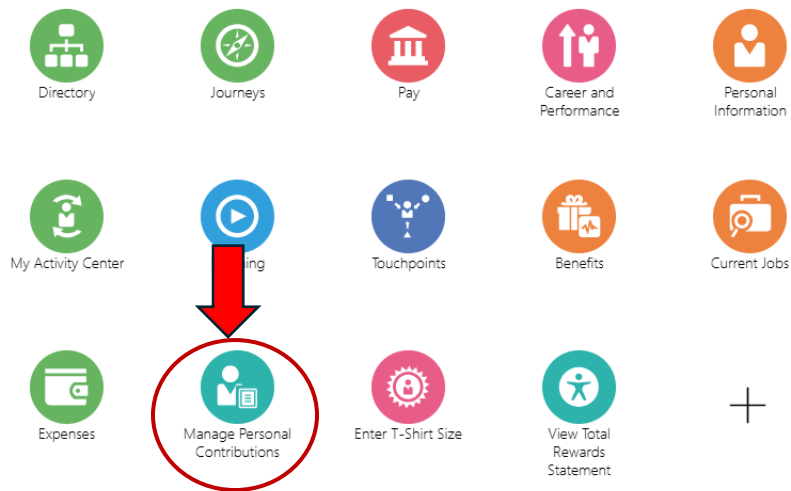 Directory
Journeys
Pay
Career and
Performance
Personal
Information
My Activity Center
Touchpoints
Benefits
Current Jobs
Expenses
Manage Personal
Contributions
Enter T-Shirt Size
View Total
Rewards
Statement